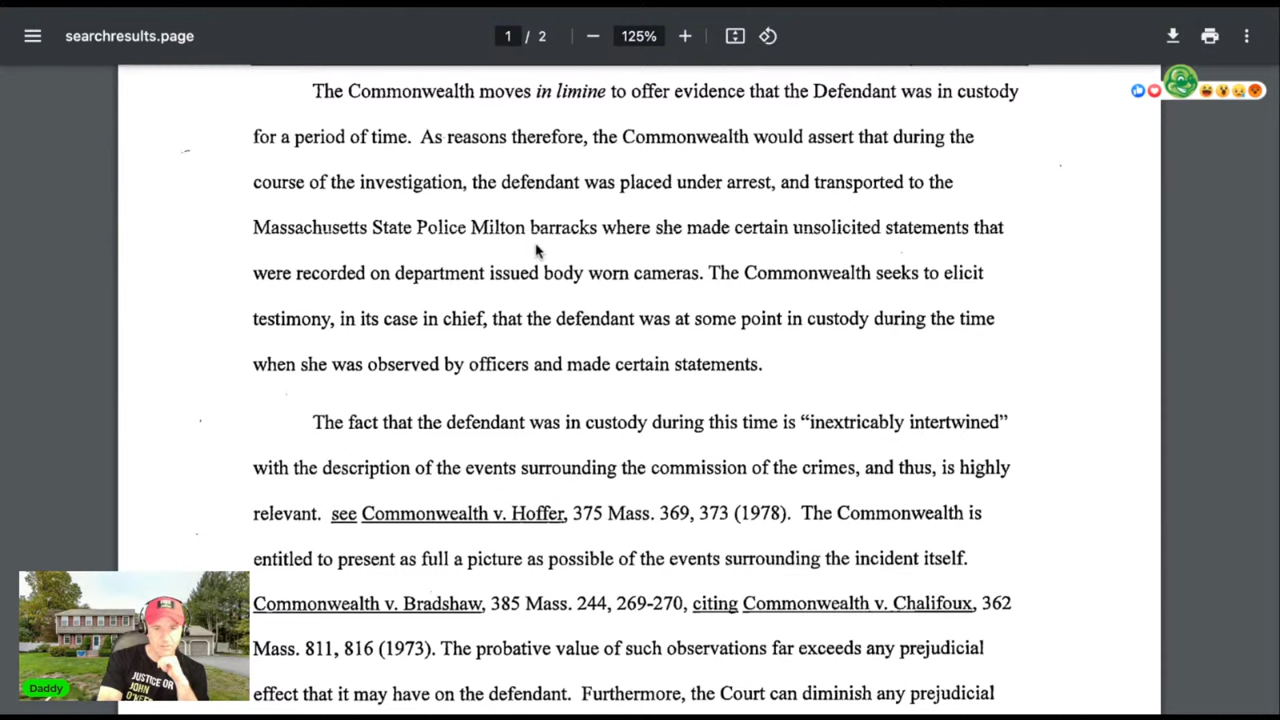 searchresults.page
1 / 2
125%
The Commonwealth moves in limine to offer evidence that the Defendant was in custody
for a period of time. As reasons therefore, the Commonwealth would assert that during the
course of the investigation, the defendant was placed under arrest, and transported to the
Massachusetts State Police Milton barracks where she made certain unsolicited statements that
were recorded on department issued body worn cameras. The Commonwealth seeks to elicit
testimony, in its case in chief, that the defendant was at some point in custody during the time
when she was observed by officers and made certain statements.
The fact that the defendant was in custody during this time is “inextricably intertwined”
with the description of the events surrounding the commission of the crimes, and thus, is highly
relevant. see Commonwealth v. Hoffer, 375 Mass. 369, 373 (1978). The Commonwealth is
entitled to present as full a picture as possible of the events surrounding the incident itself.
Commonwealth v. Bradshaw, 385 Mass. 244, 269-270, citing Commonwealth v. Chalifoux, 362
Mass. 811, 816 (1973). The probative value of such observations far exceeds any prejudicial
effect that it may have on the defendant. Furthermore, the Court can diminish any prejudicial
JUSTICE
JOHN
Daddy